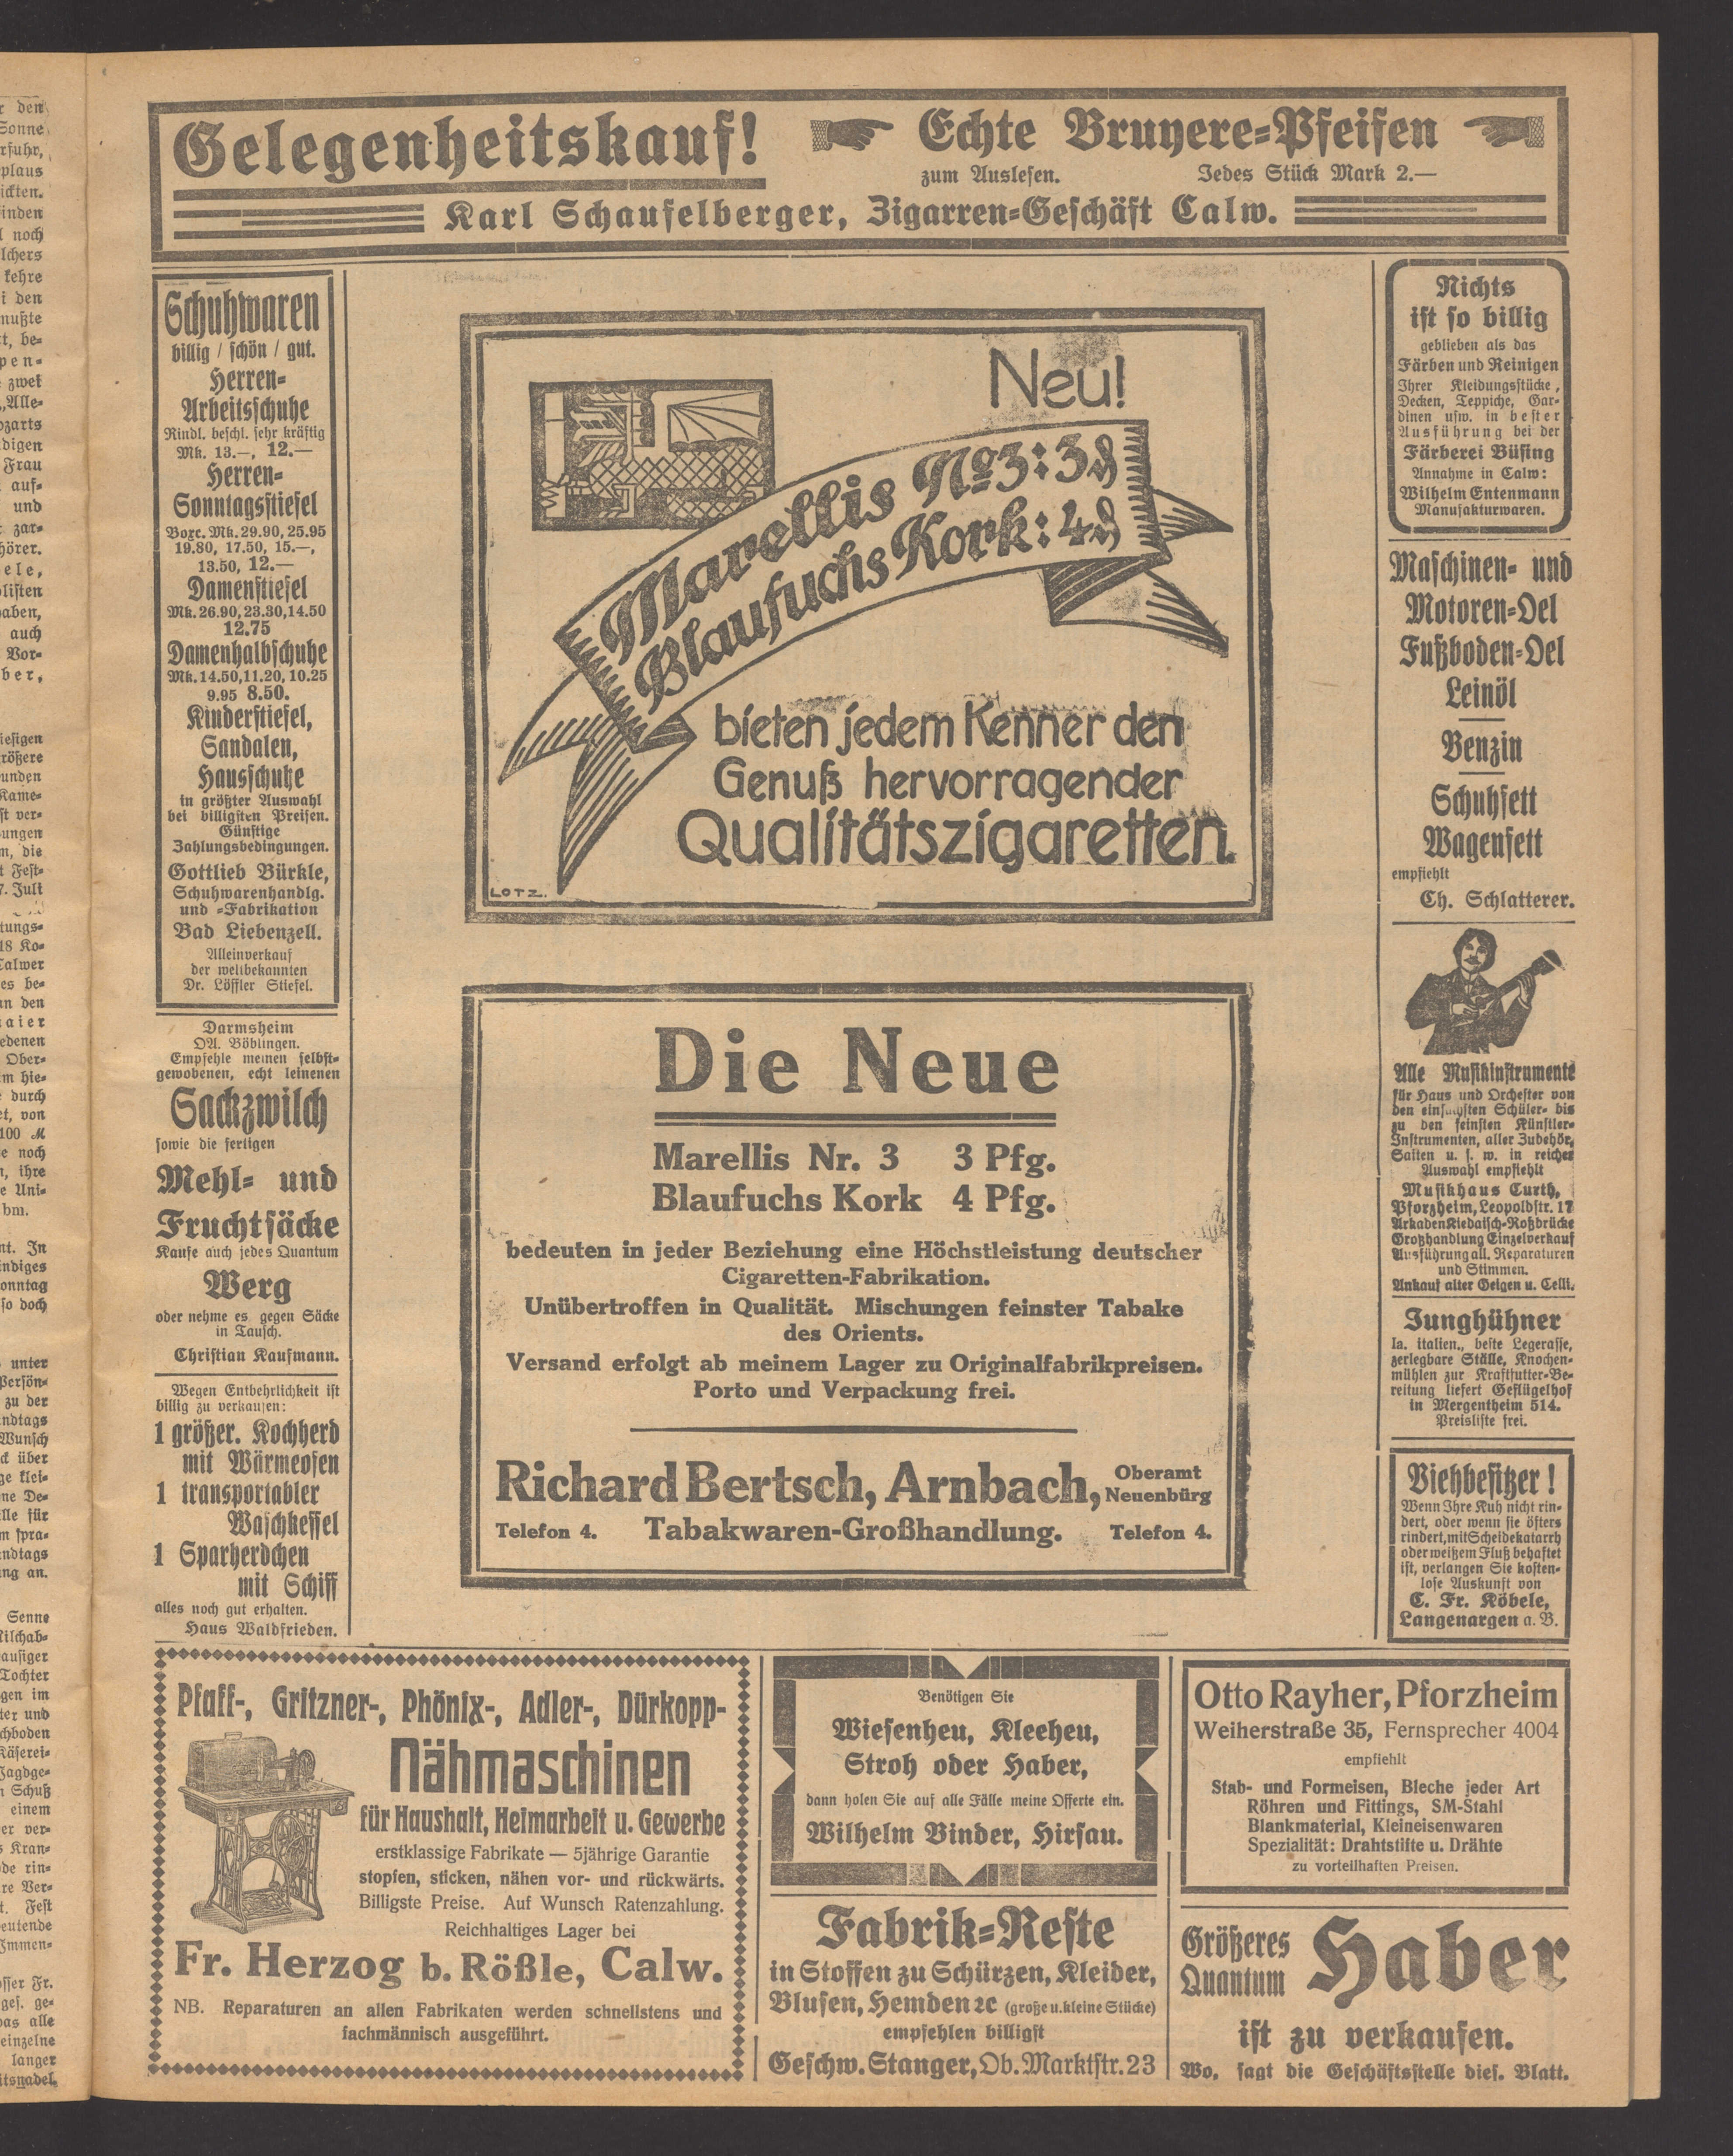 Gelegenheitskauf!
Echte Bruyere-Pfeifen
zum Auslesen. Jedes Stück Mark 2.—
Karl Schaufelberger, Zigarren-Geschäft Calw.
Schuhwaren
billig / schön / gut.
Herren-
Arbeitsschuhe
Rindl. beschl. sehr kräftig
Mk. 13.—, 12.—
Herren-
Sonntagsstiefel
Boxc. Mk. 29.90, 25.95
19.80, 17.50, 15.—,
13.50, 12.—
Damenstiefel
Mk. 26.90, 23.30, 14.50
12.75
Damenhalbschuhe
Mk. 14.50, 11.20, 10.25
9.95 8.50.
Kinderstiefel,
Sandalen,
Hausschuhe
in größter Auswahl
bei billigsten Preisen.
Günstige
Zahlungsbedingungen.
Gottlieb Bürkle,
Schuhwarenhandlg.
und =Fabrikation
Bad Liebenzell.
Alleinverkauf
der weltbekannten
Dr. Löffler Stiefel.
Darmsheim
OA. Böblingen.
Empfehle meinen selbst-
gewobenen, echt leinenen
Sackzwilch
sowie die fertigen
Mehl- und
Fruchtsäcke
Kaufe auch jedes Quantum
Werg
oder nehme es gegen Säcke
in Tausch.
Christian Kaufmann.
Wegen Entbehrlichkeit ist
billig zu verkaufen:
1 größer. Kochherd
mit Wärmeofen
1 transportabler
Waschkessel
1 Sparherdchen
mit Schiff
alles noch gut erhalten.
Haus Waldfrieden.
Neu!
Marellis No 3: 3₰
Blaufuchs Kork: 4₰
bieten jedem Kenner den
Genuß hervorragender
Qualitätszigaretten.
LOTZ.
Die Neue
Marellis Nr. 3 3 Pfg.
Blaufuchs Kork 4 Pfg.
bedeuten in jeder Beziehung eine Höchstleistung deutscher
Cigaretten-Fabrikation.
Unübertroffen in Qualität. Mischungen feinster Tabake
des Orients.
Versand erfolgt ab meinem Lager zu Originalfabrikpreisen.
Porto und Verpackung frei.
Richard Bertsch, Arnbach, Oberamt
Neuenbürg
Telefon 4. Tabakwaren-Großhandlung. Telefon 4.
Nichts
ist so billig
geblieben als das
Färben und Reinigen
Ihrer Kleidungsstücke,
Decken, Teppiche, Gar-
dinen usw. in bester
Ausführung bei der
Färberei Büsing
Annahme in Calw:
Wilhelm Entenmann
Manufakturwaren.
Maschinen- und
Motoren-Oel
Fußboden-Oel
Leinöl
Benzin
Schuhfett
Wagenfett
empfiehlt
Ch. Schlatterer.
Alle Musikinstrumente
für Haus und Orchester von
den einfachsten Schüler- bis
zu den feinsten Künstler-
Instrumenten, aller Zubehör,
Saiten u. s. w. in reicher
Auswahl empfiehlt
Musikhaus Curth,
Pforzheim, Leopoldstr. 17
Arkaden Kiedaisch-Roßbrücke
Großhandlung Einzelverkauf
Ausführung all. Reparaturen
und Stimmen.
Ankauf alter Geigen u. Celli.
Junghühner
Ia. italien., beste Legerasse,
zerlegbare Ställe, Knochen-
mühlen zur Kraftfutter-Be-
reitung liefert Geflügelhof
in Mergentheim 514.
Preisliste frei.
Viehbesitzer!
Wenn Ihre Kuh nicht rin-
dert, oder wenn sie öfters
rindert, mit Scheidekatarrh
oder weißem Fluß behaftet
ist, verlangen Sie kosten-
lose Auskunft von
C. Fr. Köbele,
Langenargen a. B.
Pfaff-, Gritzner-, Phönix-, Adler-, Dürkopp-
Nähmaschinen
für Haushalt, Heimarbeit u. Gewerbe
erstklassige Fabrikate — 5jährige Garantie
stopfen, sticken, nähen vor- und rückwärts.
Billigste Preise. Auf Wunsch Ratenzahlung.
Reichhaltiges Lager bei
Fr. Herzog b. Rößle, Calw.
NB. Reparaturen an allen Fabrikaten werden schnellstens und
fachmännisch ausgeführt.
Benötigen Sie
Wiesenheu, Kleeheu,
Stroh oder Haber,
dann holen Sie auf alle Fälle meine Offerte ein.
Wilhelm Binder, Hirsau.
Fabrik-Reste
in Stoffen zu Schürzen, Kleider,
Blusen, Hemden ꝛc (große u. kleine Stücke)
empfehlen billigst
Geschw. Stanger, Ob. Marktstr. 23
Otto Rayher, Pforzheim
Weiherstraße 35, Fernsprecher 4004
empfiehlt
Stab- und Formeisen, Bleche jeder Art
Röhren und Fittings, SM-Stahl
Blankmaterial, Kleineisenwaren
Spezialität: Drahtstifte u. Drähte
zu vorteilhaften Preisen.
Größeres
Quantum Haber
ist zu verkaufen.
Wo, sagt die Geschäftsstelle dies. Blatt.